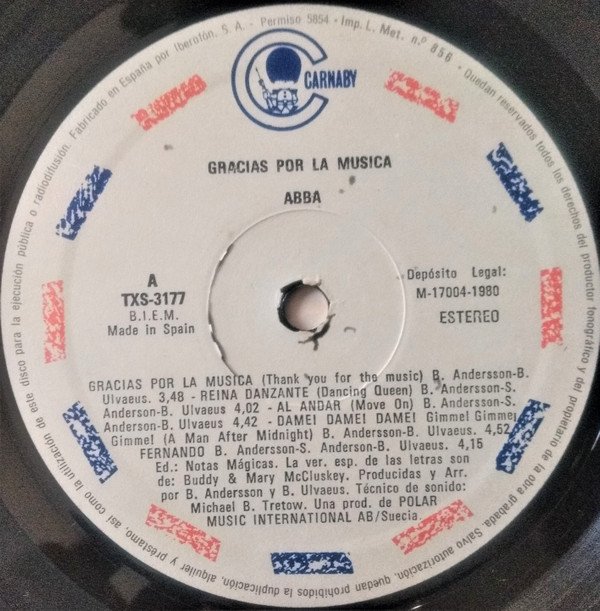 Fabricado en España por Iberofón, S. A. - Permiso 5854 - Imp. L. Met. n.º 856 - Quedan reservados todos los derechos del productor fonográfico y del propietario de la obra grabada. Salvo autorización, quedan prohibidos la duplicación, alquiler y préstamo, así como la utilización de este disco para la ejecución pública o radiodifusión.
CARNABY
GRACIAS POR LA MUSICA
ABBA
A
TXS-3177
B.I.E.M.
Made in Spain
Depósito Legal:
M-17004-1980
ESTEREO
GRACIAS POR LA MUSICA (Thank you for the music) B. Andersson-B.
Ulvaeus. 3,48 - REINA DANZANTE (Dancing Queen) B. Andersson-S.
Anderson-B. Ulvaeus 4,02 - AL ANDAR (Move On) B. Andersson-S.
Anderson-B. Ulvaeus 4,42 - DAME! DAME! DAME! Gimme! Gimme!
Gimme! (A Man After Midnight) B. Andersson-B. Ulvaeus. 4,52
FERNANDO B. Andersson-S. Anderson-B. Ulvaeus. 4,15
Ed.: Notas Mágicas. La ver. esp. de las letras son
de: Buddy & Mary McCluskey. Producidas y Arr.
por B. Andersson y B. Ulvaeus. Técnico de sonido:
Michael B. Tretow. Una prod. de POLAR
MUSIC INTERNATIONAL AB/Suecia